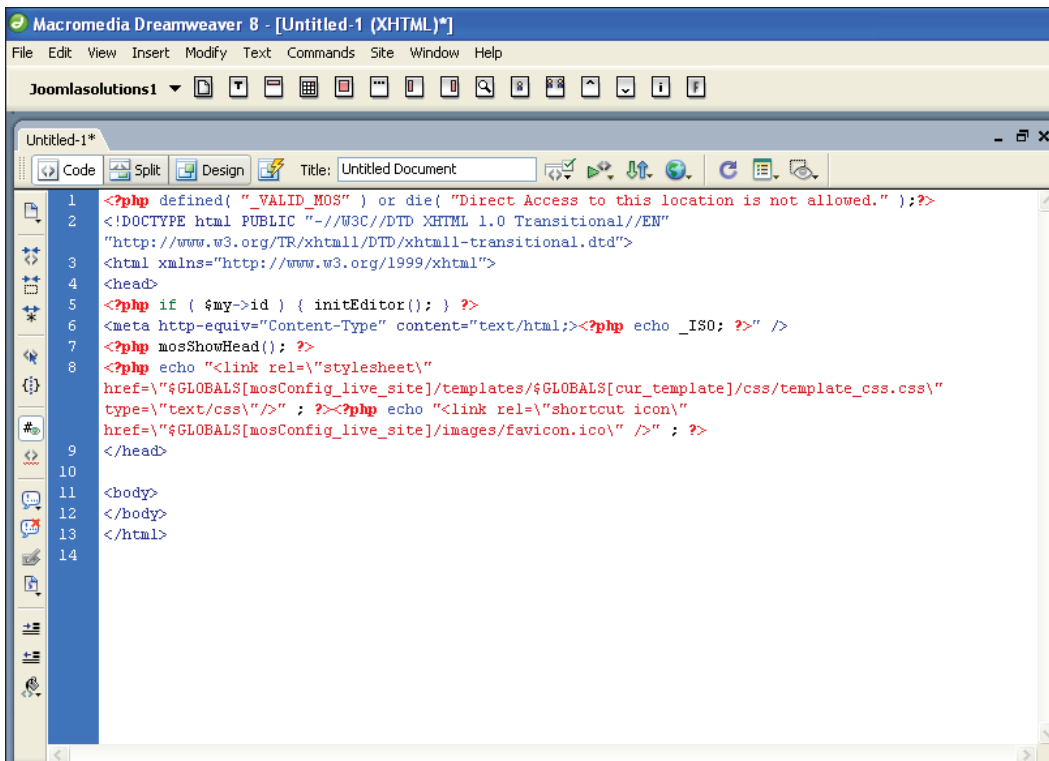 Macromedia Dreamweaver 8 - [Untitled-1 (XHTML)*]
File Edit View Insert Modify Text Commands Site Window Help
Joomlasolutions1
Untitled-1*
Code Split Design Title: Untitled Document
1 <?php defined( "_VALID_MOS" ) or die( "Direct Access to this location is not allowed." );?>
2 <!DOCTYPE html PUBLIC "-//W3C//DTD XHTML 1.0 Transitional//EN"
"http://www.w3.org/TR/xhtml1/DTD/xhtml1-transitional.dtd">
3 <html xmlns="http://www.w3.org/1999/xhtml">
4 <head>
5 <?php if ( $my->id ) { initEditor(); } ?>
6 <meta http-equiv="Content-Type" content="text/html;><?php echo _ISO; ?>" />
7 <?php mosShowHead(); ?>
8 <?php echo "<link rel=\"stylesheet\"
href=\"$GLOBALS[mosConfig_live_site]/templates/$GLOBALS[cur_template]/css/template_css.css\"
type=\"text/css\"/>" ; ?><?php echo "<link rel=\"shortcut icon\"
href=\"$GLOBALS[mosConfig_live_site]/images/favicon.ico\" />" ; ?>
9 </head>
10
11 <body>
12 </body>
13 </html>
14